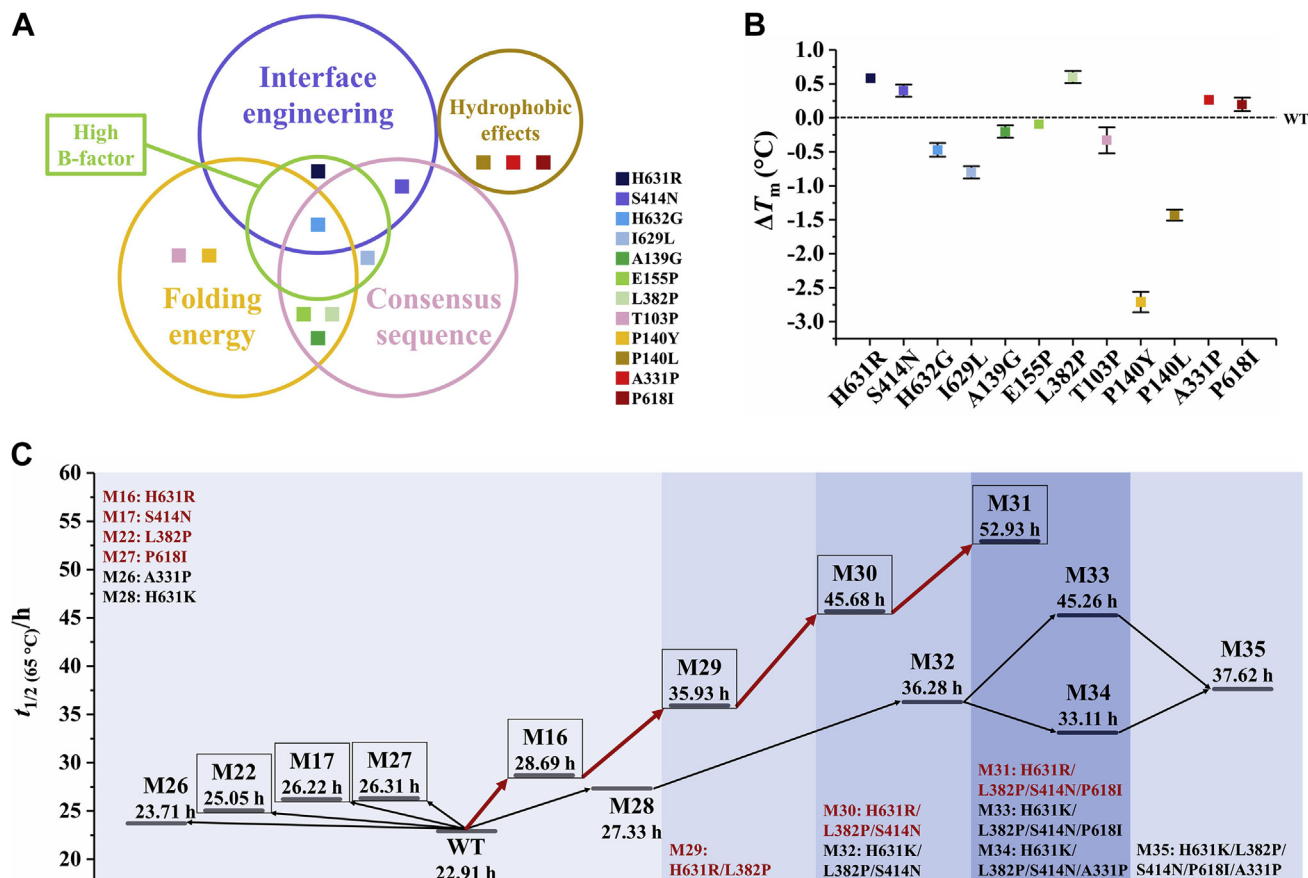 A
Interface
engineering
Hydrophobic
effects
High
B-factor
Folding
energy
Consensus
sequence
H631R
S414N
H632G
I629L
A139G
E155P
L382P
T103P
P140Y
P140L
A331P
P618I
B
ΔTm (°C)
1.0
0.5
0.0
-0.5
-1.0
-1.5
-2.0
-2.5
-3.0
WT
H631R
S414N
H632G
I629L
A139G
E155P
L382P
T103P
P140Y
P140L
A331P
P618I
C
t1/2 (65 °C)/h
60
55
50
45
40
35
30
25
20
M16: H631R
M17: S414N
M22: L382P
M27: P618I
M26: A331P
M28: H631K
M26
23.71 h
M22
25.05 h
M17
26.22 h
M27
26.31 h
WT
22.91 h
M16
28.69 h
M28
27.33 h
M29
35.93 h
M30
45.68 h
M32
36.28 h
M31
52.93 h
M33
45.26 h
M34
33.11 h
M35
37.62 h
M29:
H631R/L382P
M30: H631R/
L382P/S414N
M32: H631K/
L382P/S414N
M31: H631R/
L382P/S414N/P618I
M33: H631K/
L382P/S414N/P618I
M34: H631K/
L382P/S414N/A331P
M35: H631K/L382P/
S414N/P618I/A331P